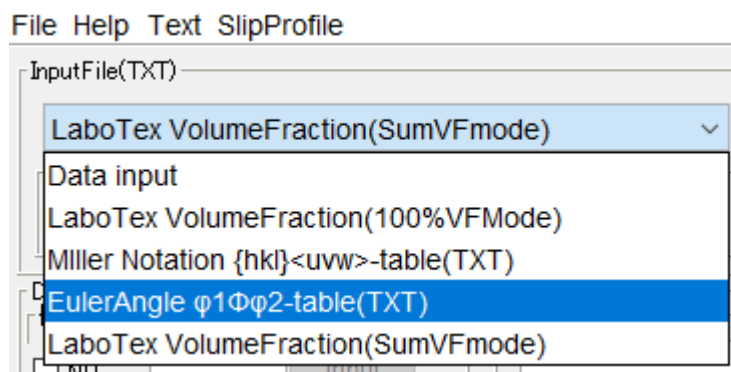 File Help Text SlipProfile
InputFile(TXT)
LaboTex VolumeFraction(SumVFmode)
Data input
LaboTex VolumeFraction(100%VFMode)
MIller Notation {hkl}<uvw>-table(TXT)
EulerAngle φ1Φφ2-table(TXT)
LaboTex VolumeFraction(SumVFmode)